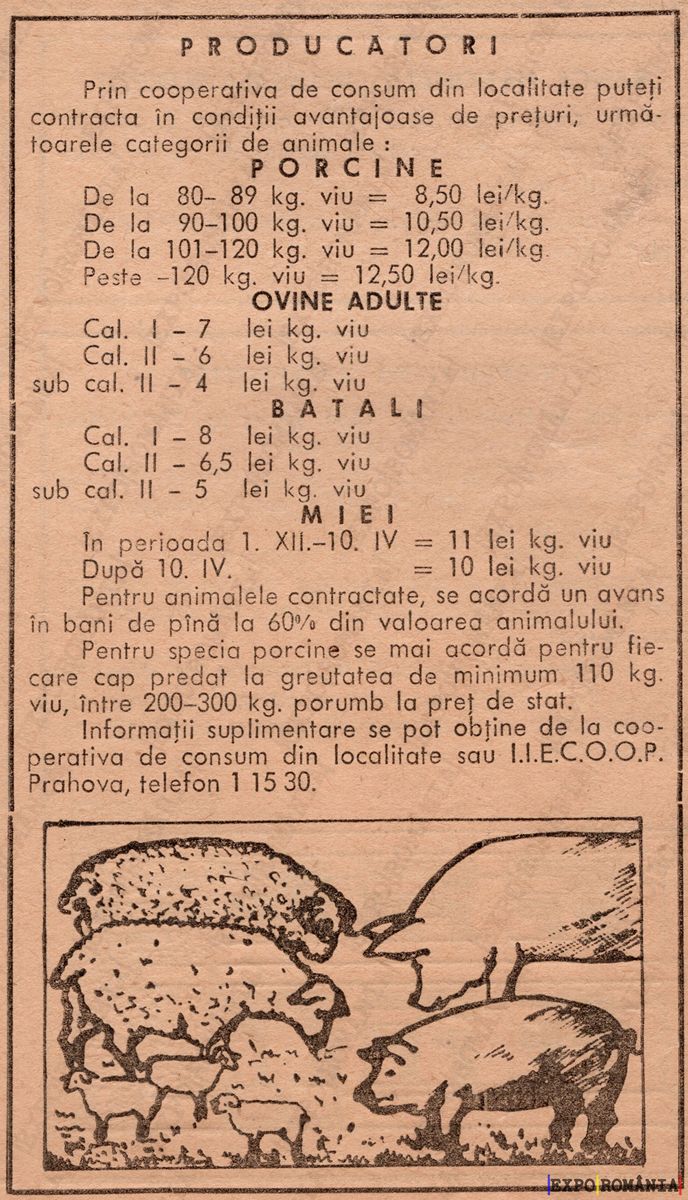 PRODUCĂTORI
Prin cooperativa de consum din localitate puteți
contracta în condiții avantajoase de prețuri, urmă-
toarele categorii de animale :
PORCINE
De la 80– 89 kg. viu = 8,50 lei/kg.
De la 90–100 kg. viu = 10,50 lei/kg.
De la 101–120 kg. viu = 12,00 lei/kg.
Peste –120 kg. viu = 12,50 lei/kg.
OVINE ADULTE
Cal. I – 7 lei kg. viu
Cal. II – 6 lei kg. viu
sub cal. II – 4 lei kg. viu
BATALI
Cal. I – 8 lei kg. viu
Cal. II – 6,5 lei kg. viu
sub cal. II – 5 lei kg. viu
MIEI
În perioada 1. XII.–10. IV = 11 lei kg. viu
După 10. IV. = 10 lei kg. viu
Pentru animalele contractate, se acordă un avans
în bani de pînă la 60% din valoarea animalului.
Pentru specia porcine se mai acordă pentru fie-
care cap predat la greutatea de minimum 110 kg.
viu, între 200–300 kg. porumb la preț de stat.
Informații suplimentare se pot obține de la coo-
perativa de consum din localitate sau I.I.E.C.O.O.P.
Prahova, telefon 1 15 30.
EXPO ROMÂNIA